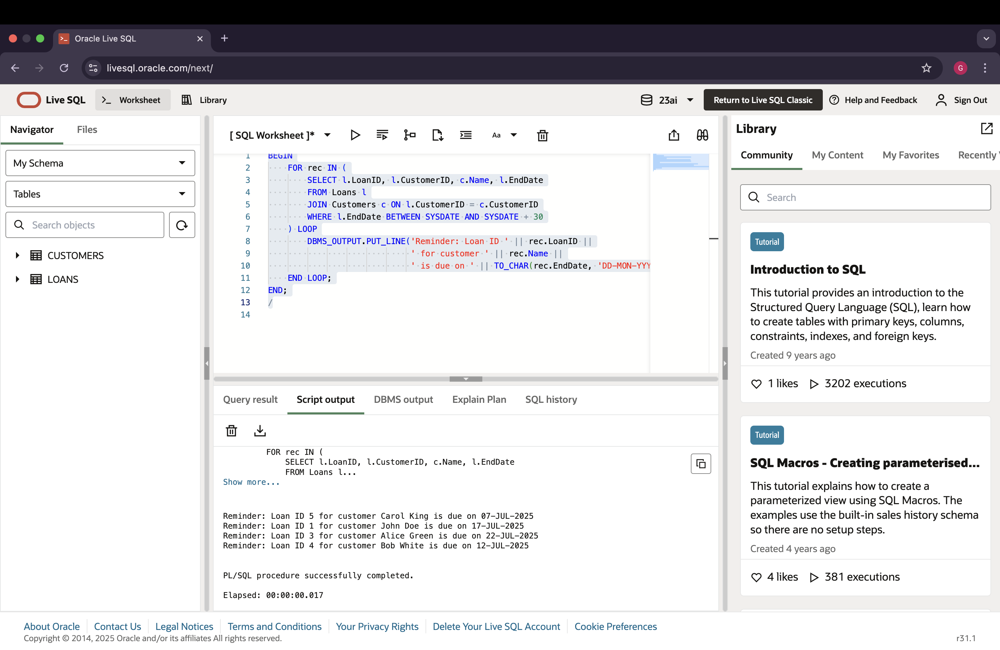 Oracle Live SQL
livesql.oracle.com/next/
G
Live SQL
>_ Worksheet
Library
23ai
Return to Live SQL Classic
Help and Feedback
Sign Out
Navigator
Files
My Schema
Tables
Search objects
CUSTOMERS
LOANS
[ SQL Worksheet ]*
Aa
1 BEGIN
2 FOR rec IN (
3 SELECT l.LoanID, l.CustomerID, c.Name, l.EndDate
4 FROM Loans l
5 JOIN Customers c ON l.CustomerID = c.CustomerID
6 WHERE l.EndDate BETWEEN SYSDATE AND SYSDATE + 30
7 ) LOOP
8 DBMS_OUTPUT.PUT_LINE('Reminder: Loan ID ' || rec.LoanID ||
9 ' for customer ' || rec.Name ||
10 ' is due on ' || TO_CHAR(rec.EndDate, 'DD-MON-YYY
11 END LOOP;
12 END;
13 /
14
Query result
Script output
DBMS output
Explain Plan
SQL history
FOR rec IN (
SELECT l.LoanID, l.CustomerID, c.Name, l.EndDate
FROM Loans l...
Show more...
Reminder: Loan ID 5 for customer Carol King is due on 07-JUL-2025
Reminder: Loan ID 1 for customer John Doe is due on 17-JUL-2025
Reminder: Loan ID 3 for customer Alice Green is due on 22-JUL-2025
Reminder: Loan ID 4 for customer Bob White is due on 12-JUL-2025
PL/SQL procedure successfully completed.
Elapsed: 00:00:00.017
Library
Community
My Content
My Favorites
Recently
Search
Tutorial
Introduction to SQL
This tutorial provides an introduction to the
Structured Query Language (SQL), learn how
to create tables with primary keys, columns,
constraints, indexes, and foreign keys.
Created 9 years ago
1 likes
3202 executions
Tutorial
SQL Macros - Creating parameterised...
This tutorial explains how to create a
parameterized view using SQL Macros. The
examples use the built-in sales history schema
so there are no setup steps.
Created 4 years ago
4 likes
381 executions
About Oracle
Contact Us
Legal Notices
Terms and Conditions
Your Privacy Rights
Delete Your Live SQL Account
Cookie Preferences
Copyright © 2014, 2025 Oracle and/or its affiliates All rights reserved.
r31.1